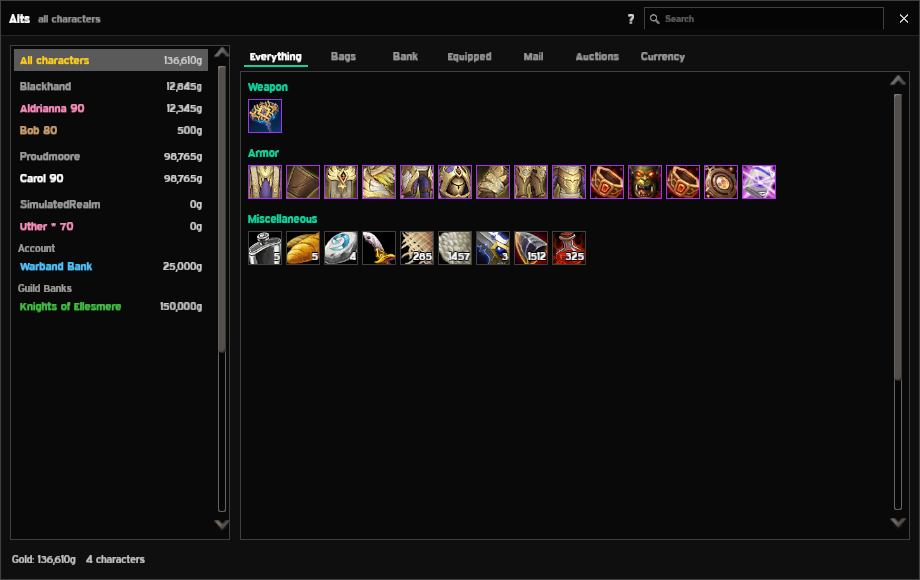 Alts all characters
? Search
All characters 136,610g
Blackhand 12,845g
Aldrianna 90 12,345g
Bob 80 500g
Proudmoore 98,765g
Carol 90 98,765g
SimulatedRealm 0g
Uther * 70 0g
Account
Warband Bank 25,000g
Guild Banks
Knights of Ellesmere 150,000g
Everything Bags Bank Equipped Mail Auctions Currency
Weapon
Armor
Miscellaneous
5 5 4 285 1457 3 1512 325
Gold: 136,610g 4 characters